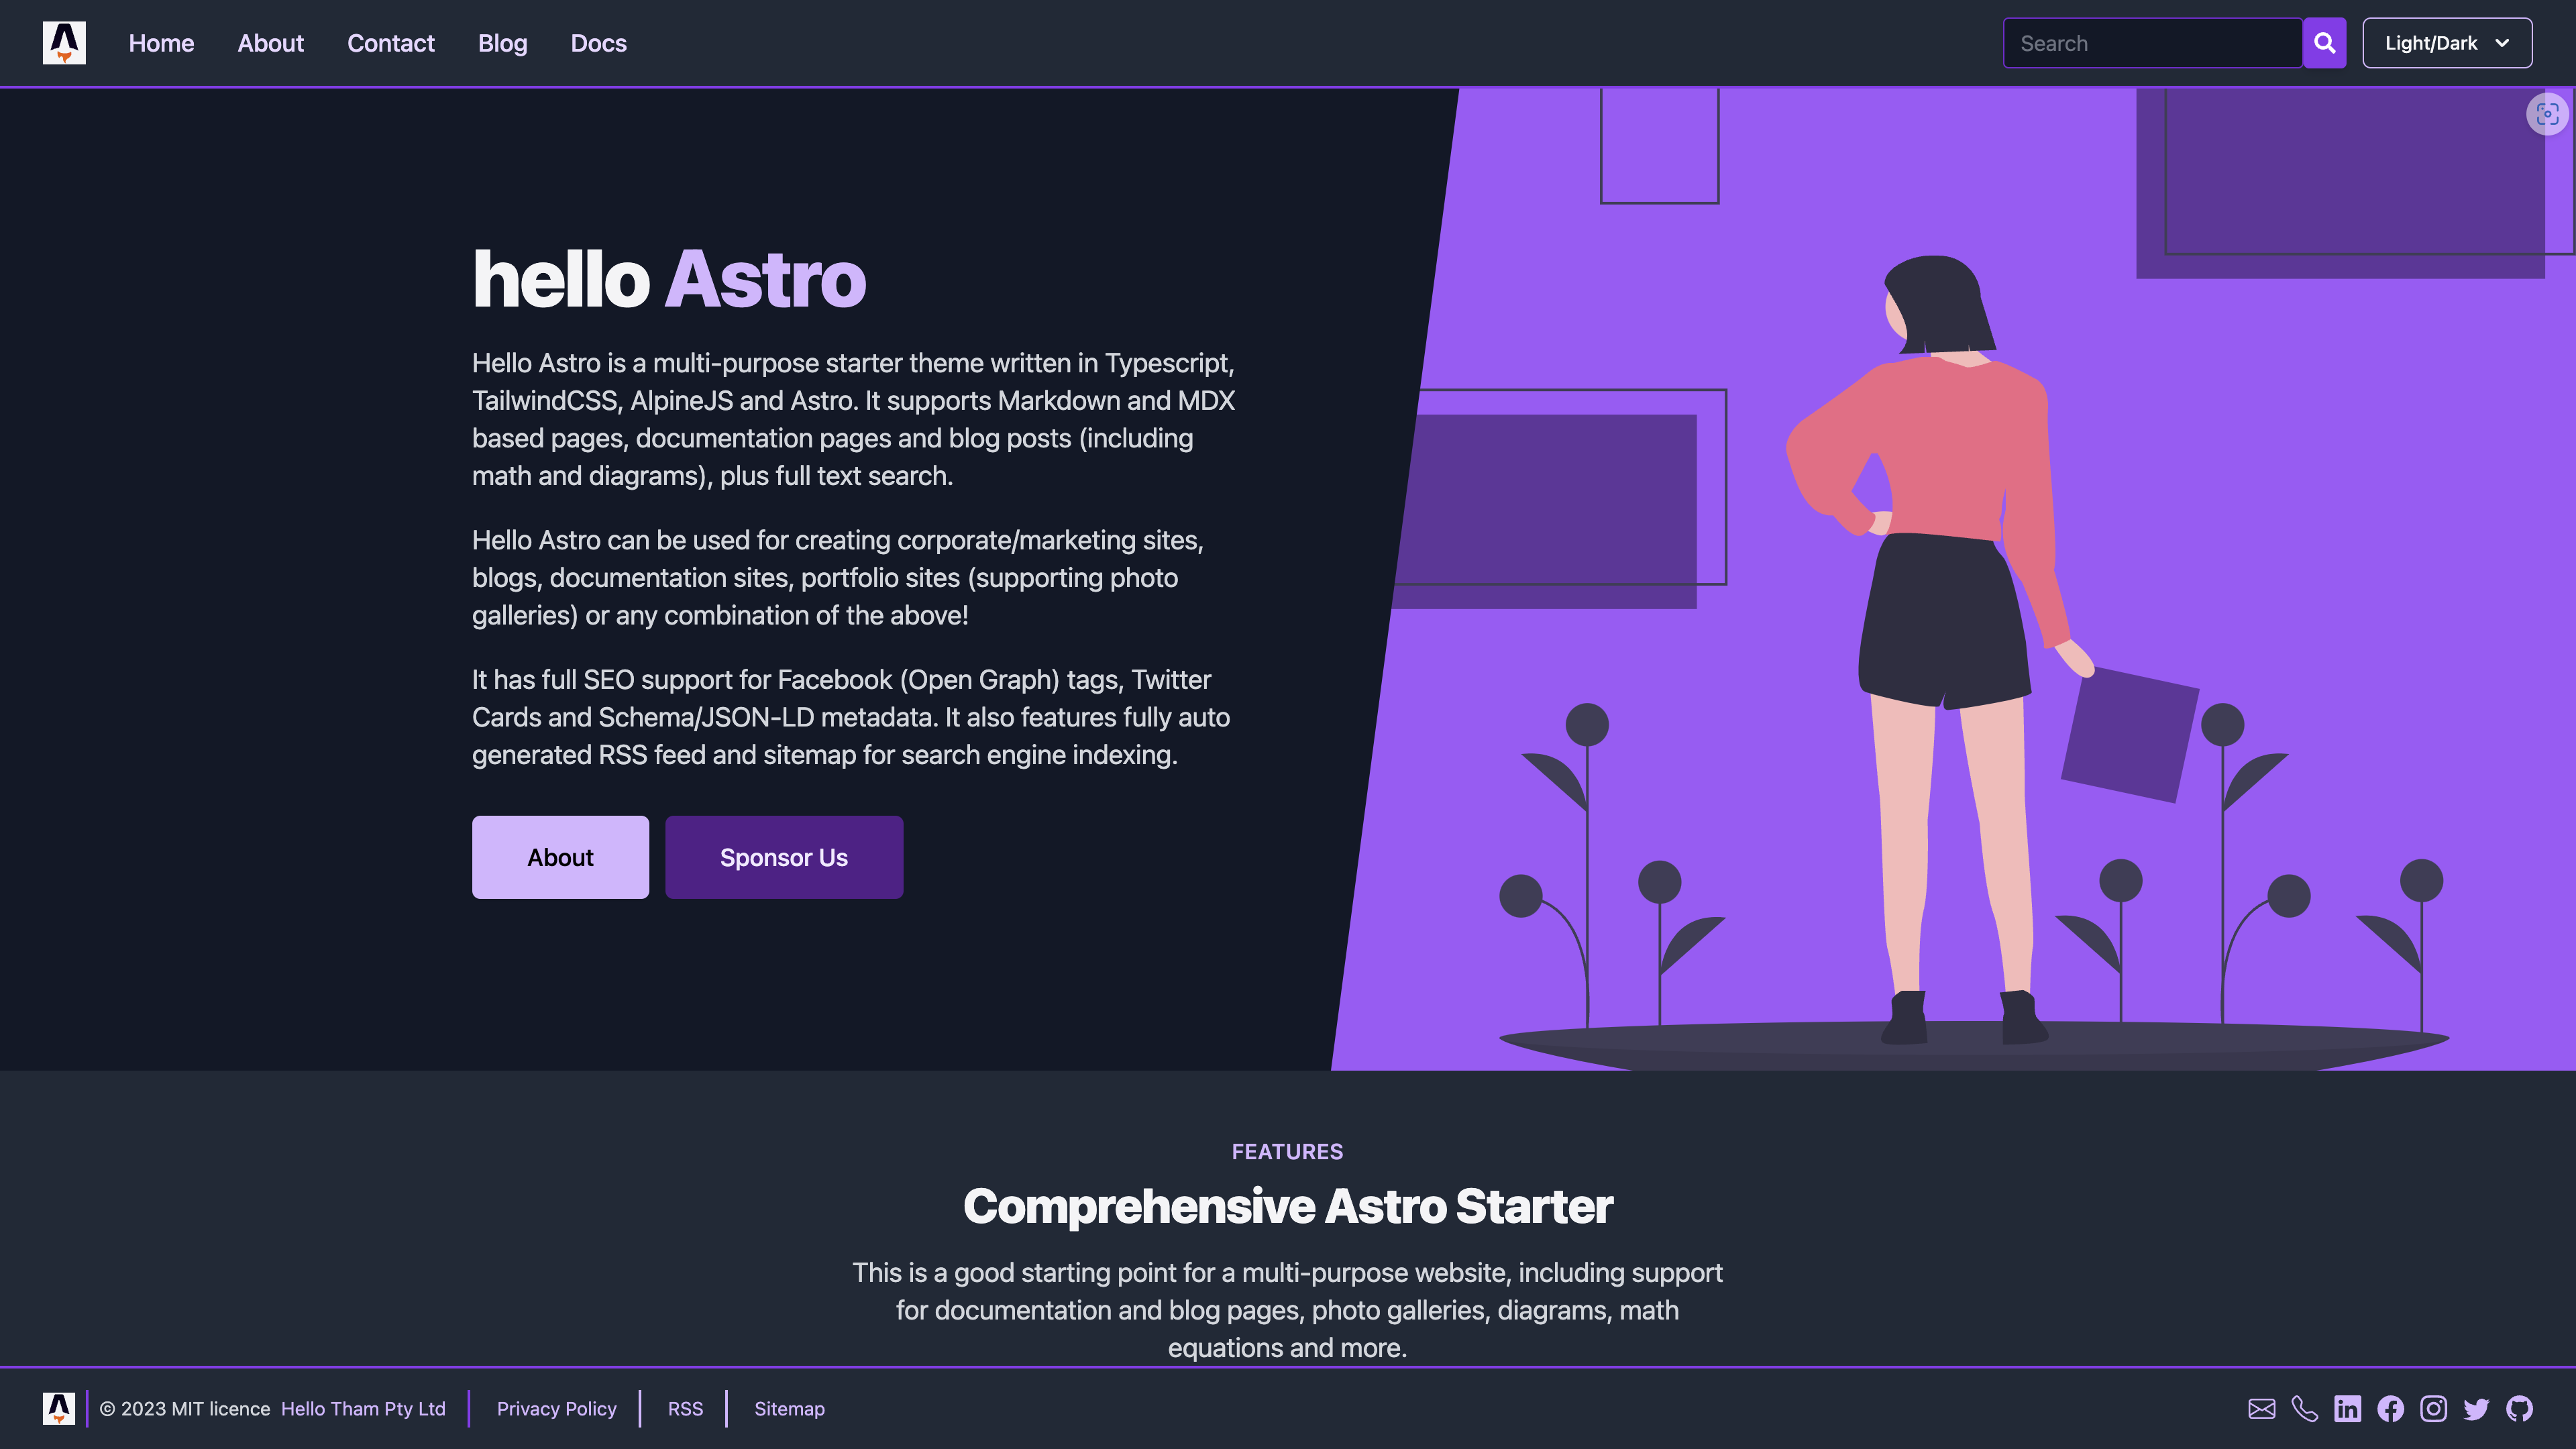 Home About Contact Blog Docs
Search
Light/Dark
hello Astro
Hello Astro is a multi-purpose starter theme written in Typescript,
TailwindCSS, AlpineJS and Astro. It supports Markdown and MDX
based pages, documentation pages and blog posts (including
math and diagrams), plus full text search.
Hello Astro can be used for creating corporate/marketing sites,
blogs, documentation sites, portfolio sites (supporting photo
galleries) or any combination of the above!
It has full SEO support for Facebook (Open Graph) tags, Twitter
Cards and Schema/JSON-LD metadata. It also features fully auto
generated RSS feed and sitemap for search engine indexing.
About
Sponsor Us
FEATURES
Comprehensive Astro Starter
This is a good starting point for a multi-purpose website, including support
for documentation and blog pages, photo galleries, diagrams, math
equations and more.
© 2023 MIT licence Hello Tham Pty Ltd
Privacy Policy
RSS
Sitemap